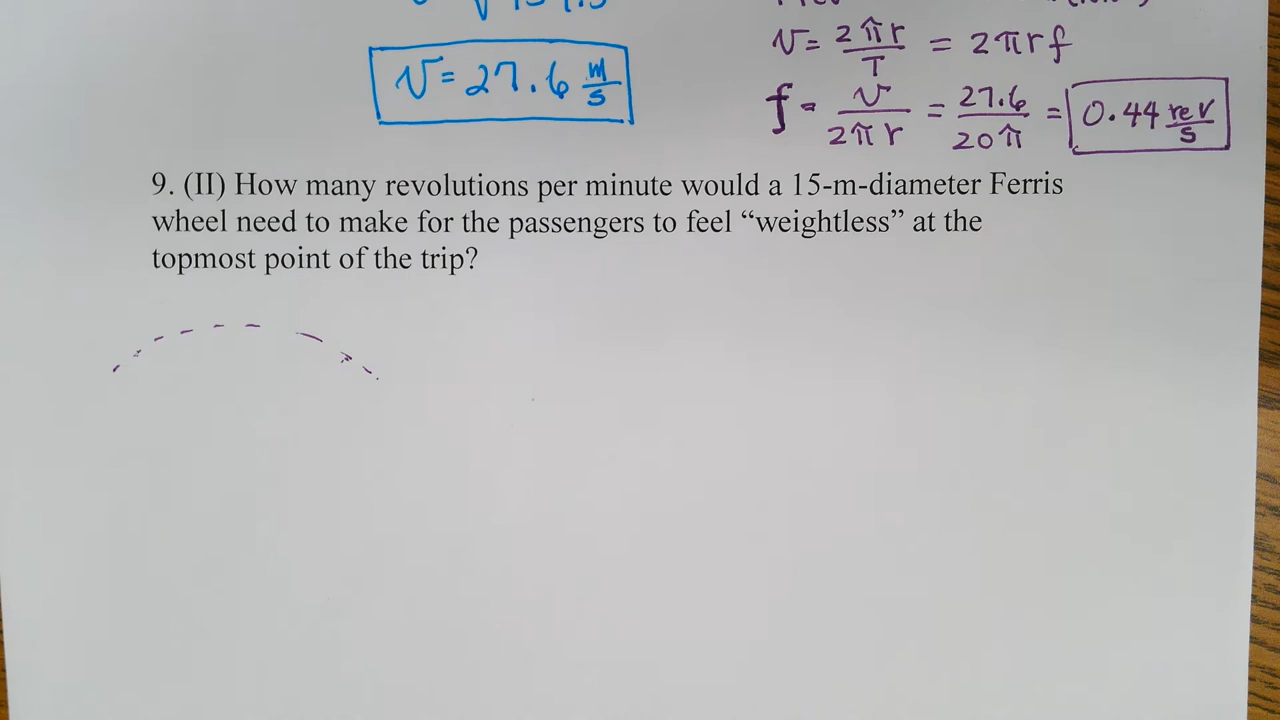 v = 27.6 m/s
v = 2πr/T = 2πrf
f = v/2πr = 27.6/20π = 0.44 rev/s
9. (II) How many revolutions per minute would a 15-m-diameter Ferris
wheel need to make for the passengers to feel “weightless” at the
topmost point of the trip?